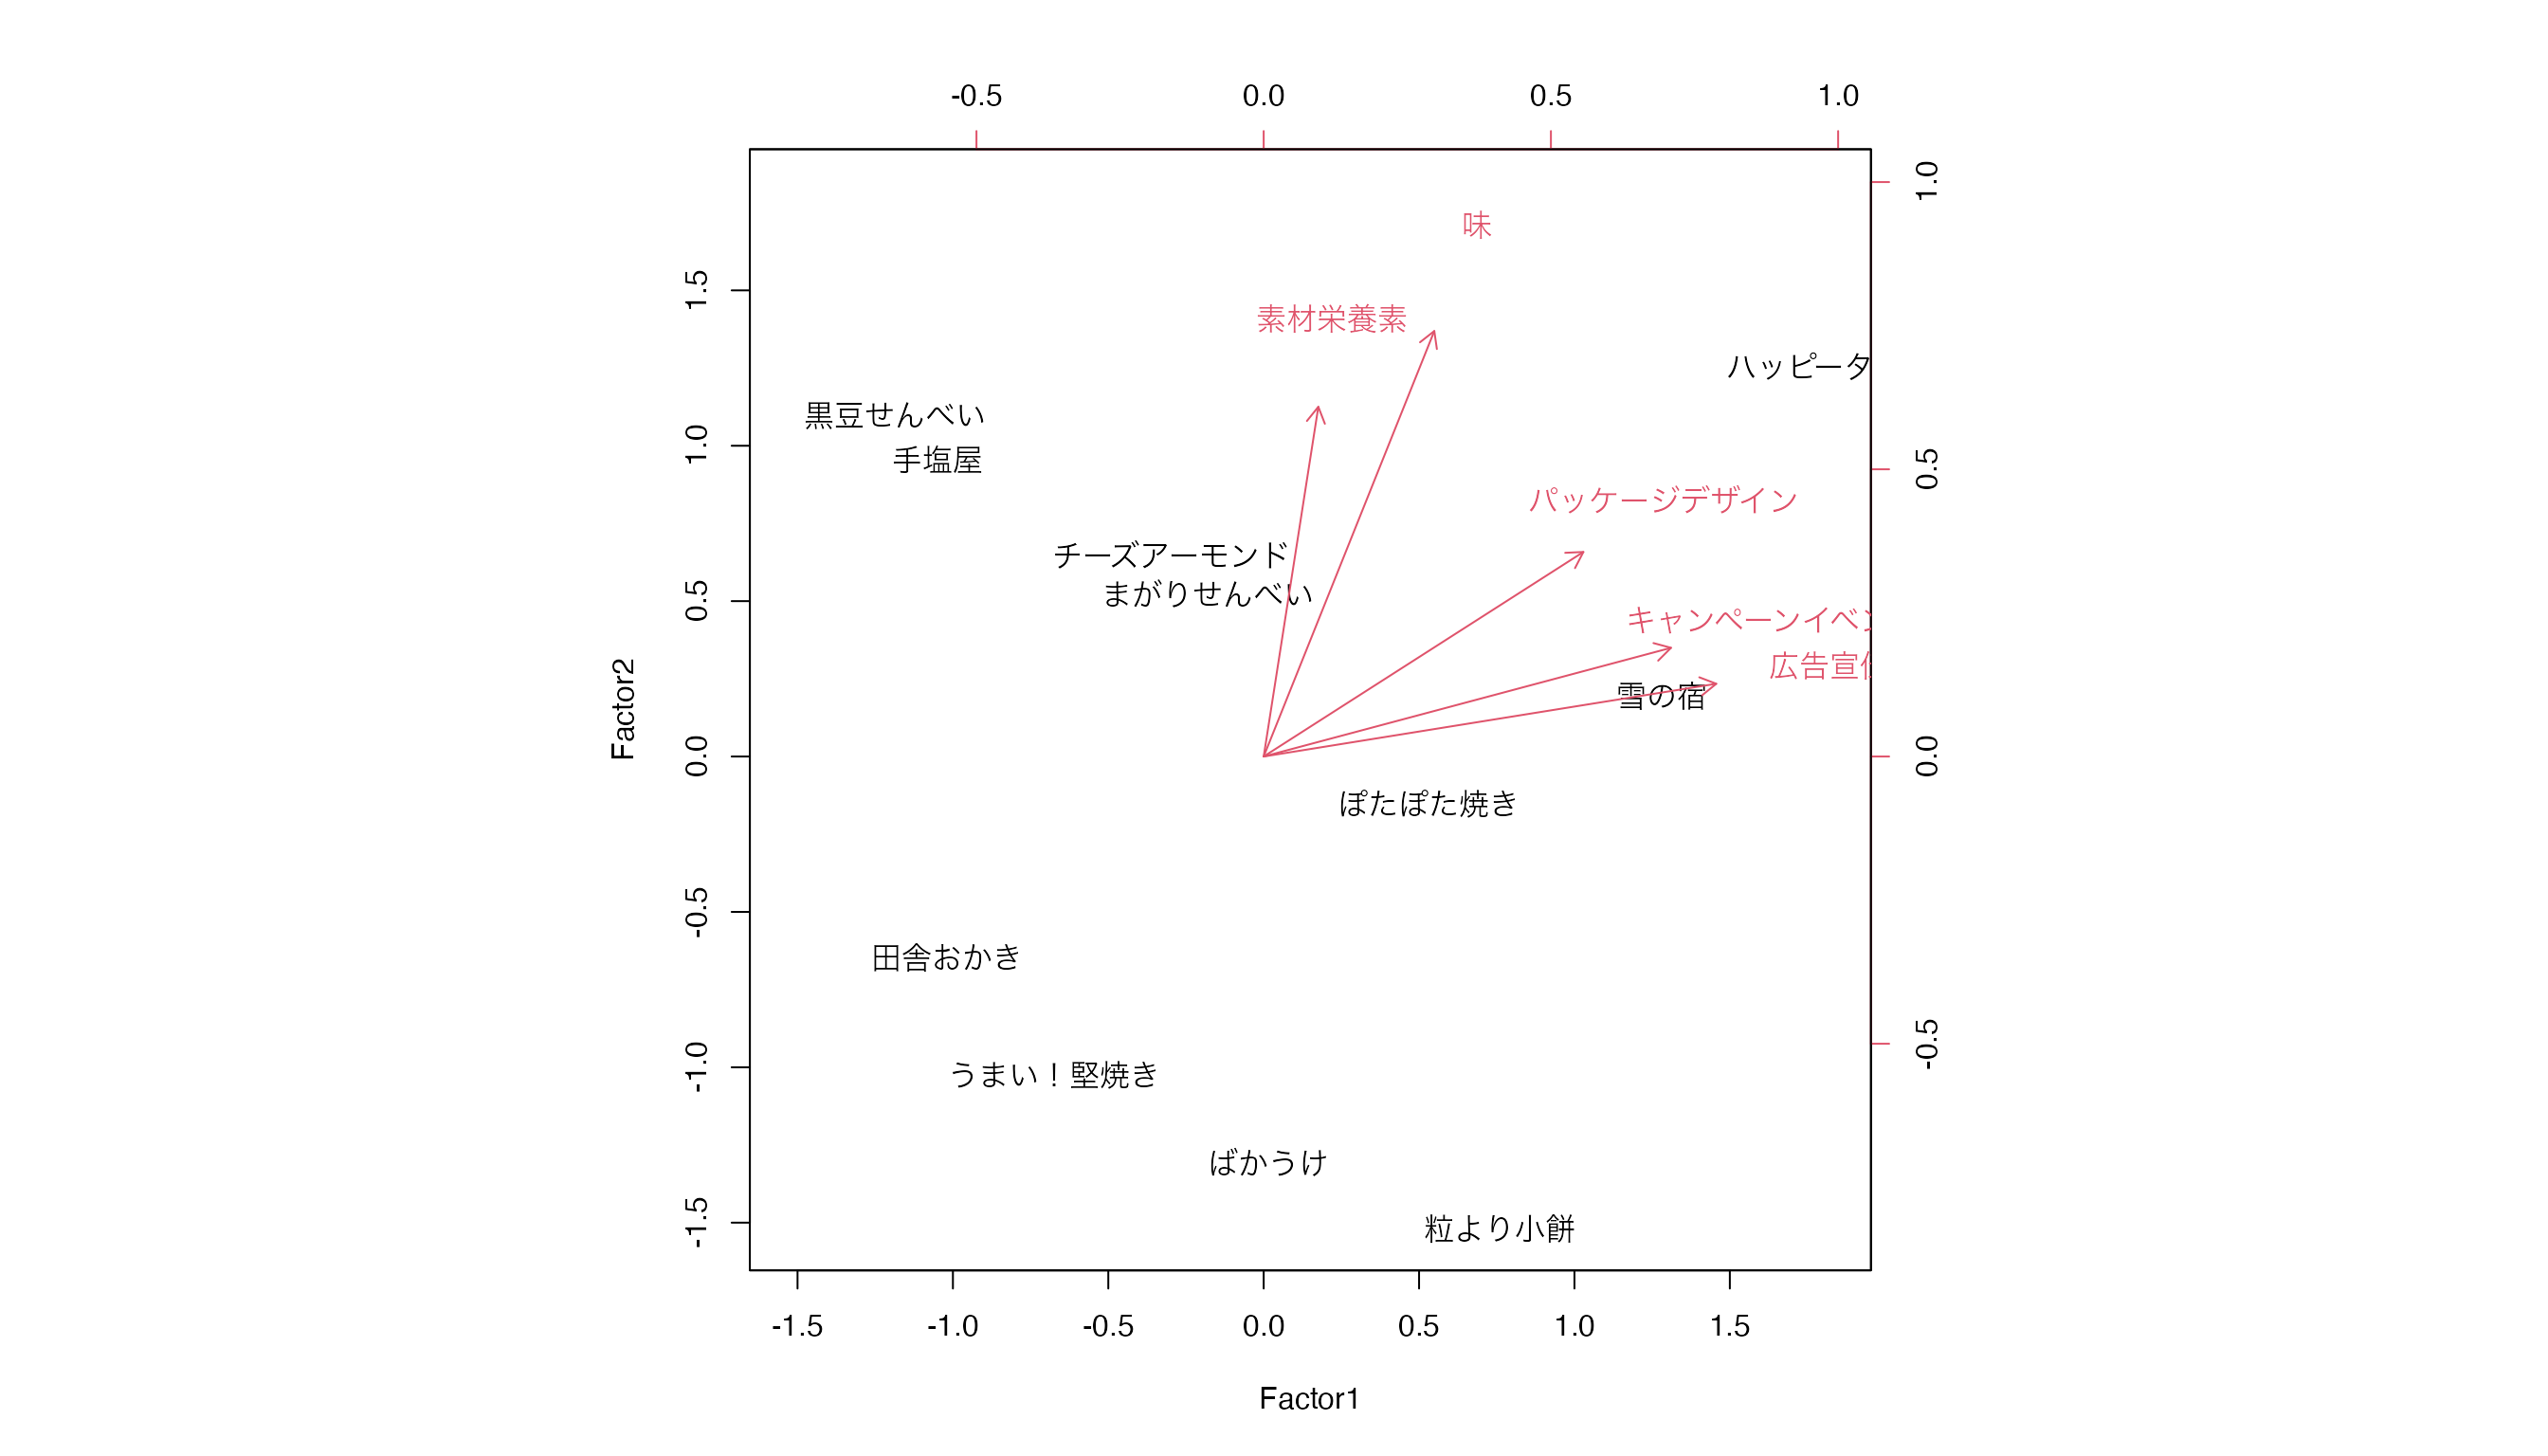 -0.5 0.0 0.5 1.0
味
素材栄養素
ハッピータ
黒豆せんべい
手塩屋
パッケージデザイン
チーズアーモンド
まがりせんべい
キャンペーンイベン
広告宣
雪の宿
ぽたぽた焼き
田舎おかき
うまい！堅焼き
ばかうけ
粒より小餅
1.5
1.0
0.5
0.0
-0.5
-1.0
-1.5
Factor2
1.0
0.5
0.0
-0.5
-1.5 -1.0 -0.5 0.0 0.5 1.0 1.5
Factor1